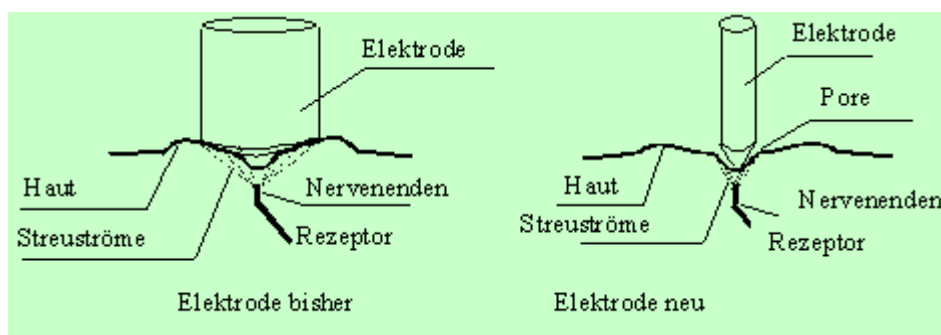 Elektrode
Haut
Nervenenden
Streuströme
Rezeptor
Elektrode bisher
Elektrode
Pore
Haut
Nervenenden
Streuströme
Rezeptor
Elektrode neu